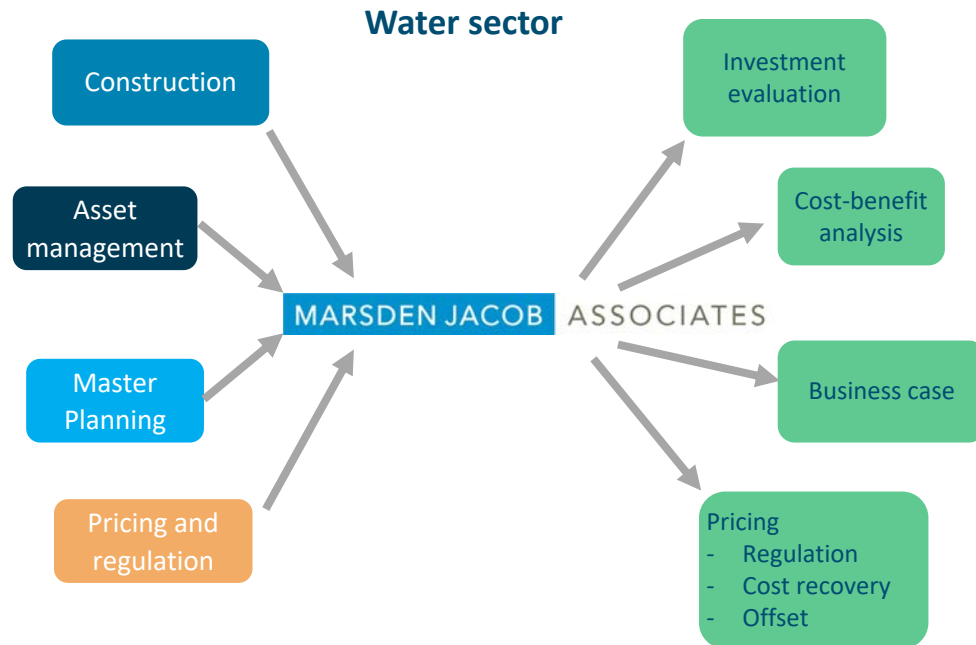 Water sector
Construction
Asset
management
Master
Planning
Pricing and
regulation
MARSDEN JACOB ASSOCIATES
Investment
evaluation
Cost-benefit
analysis
Business case
Pricing
- Regulation
- Cost recovery
- Offset